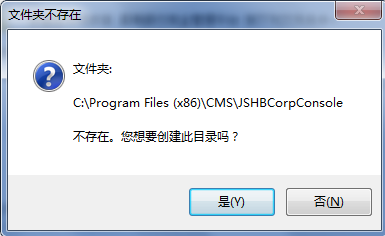 文件夹不存在
文件夹:
C:\Program Files (x86)\CMS\JSHBCorpConsole
不存在。您想要创建此目录吗？
是(Y)
否(N)